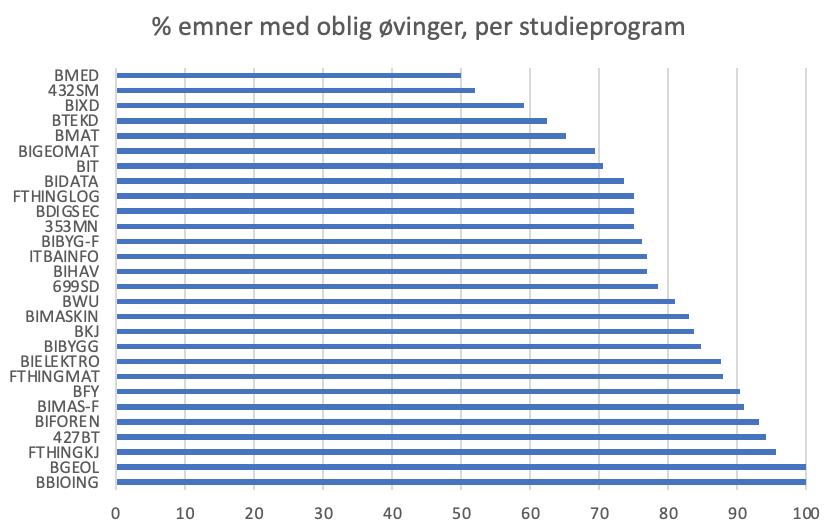 % emner med oblig øvinger, per studieprogram
BMED
432SM
BIXD
BTEKD
BMAT
BIGEOMAT
BIT
BIDATA
FTHINGLOG
BDIGSEC
353MN
BIBYG-F
ITBAINFO
BIHAV
699SD
BWU
BIMASKIN
BKJ
BIBYGG
BIELEKTRO
FTHINGMAT
BFY
BIMAS-F
BIFOREN
427BT
FTHINGKJ
BGEOL
BBIOING
0 10 20 30 40 50 60 70 80 90 100